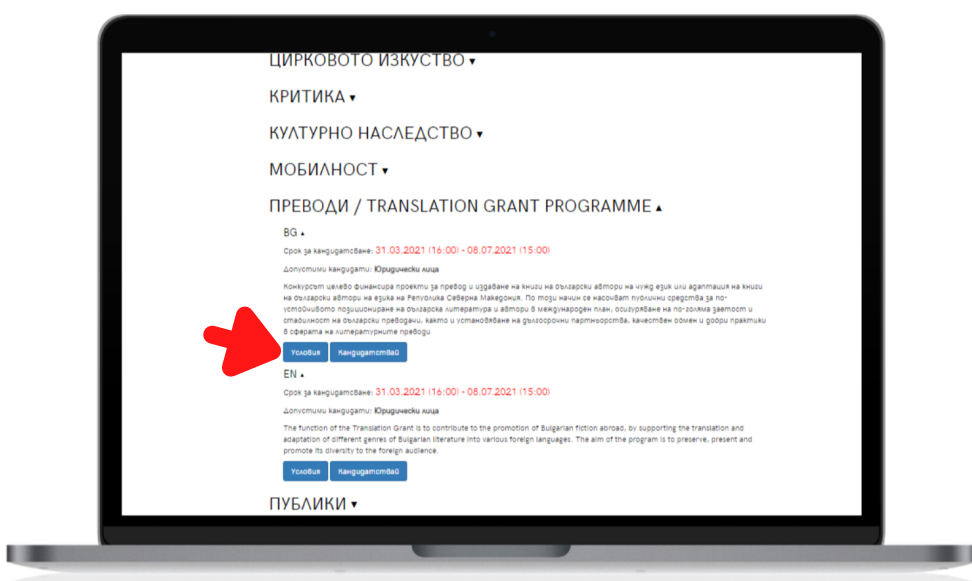 ЦИРКОВОТО ИЗКУСТВО ▾
КРИТИКА ▾
КУЛТУРНО НАСЛЕДСТВО ▾
МОБИЛНОСТ ▾
ПРЕВОДИ / TRANSLATION GRANT PROGRAMME ▴
BG ▴
Срок за кандидатсване: 31.03.2021 (16:00) - 08.07.2021 (15:00)
Допустими кандидати: Юридически лица
Конкурсът целево финансира проекти за превод и издаване на книги на български автори на чужд език или адаптация на книги
на български автори на езика на Република Северна Македония. По този начин се насочват публични средства за по-
устойчивото позициониране на българска литература и автори в международен план, осигуряване на по-голяма заетост и
стабилност на български преводачи, както и установяване на дългосрочни партньорства, качествен обмен и добри практики
в сферата на литературните преводи
Условия Кандидатствай
EN ▴
Срок за кандидатсване: 31.03.2021 (16:00) - 08.07.2021 (15:00)
Допустими кандидати: Юридически лица
The function of the Translation Grant is to contribute to the promotion of Bulgarian fiction abroad, by supporting the translation and
adaptation of different genres of Bulgarian literature into various foreign languages. The aim of the program is to preserve, present and
promote its diversity to the foreign audience.
Условия Кандидатствай
ПУБЛИКИ ▾